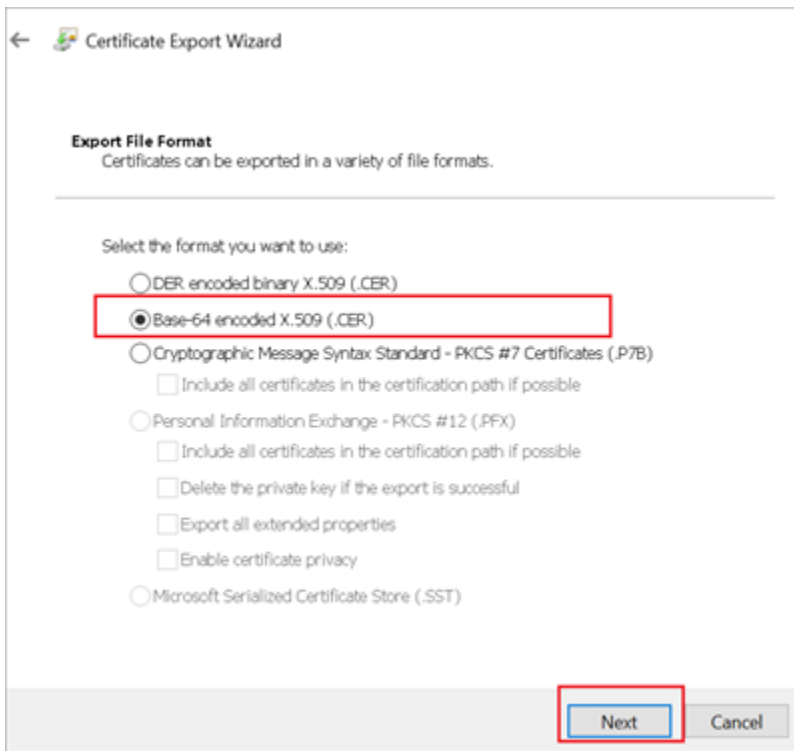 Certificate Export Wizard
Export File Format
Certificates can be exported in a variety of file formats.
Select the format you want to use:
DER encoded binary X.509 (.CER)
Base-64 encoded X.509 (.CER)
Cryptographic Message Syntax Standard - PKCS #7 Certificates (.P7B)
Include all certificates in the certification path if possible
Personal Information Exchange - PKCS #12 (.PFX)
Include all certificates in the certification path if possible
Delete the private key if the export is successful
Export all extended properties
Enable certificate privacy
Microsoft Serialized Certificate Store (.SST)
Next Cancel